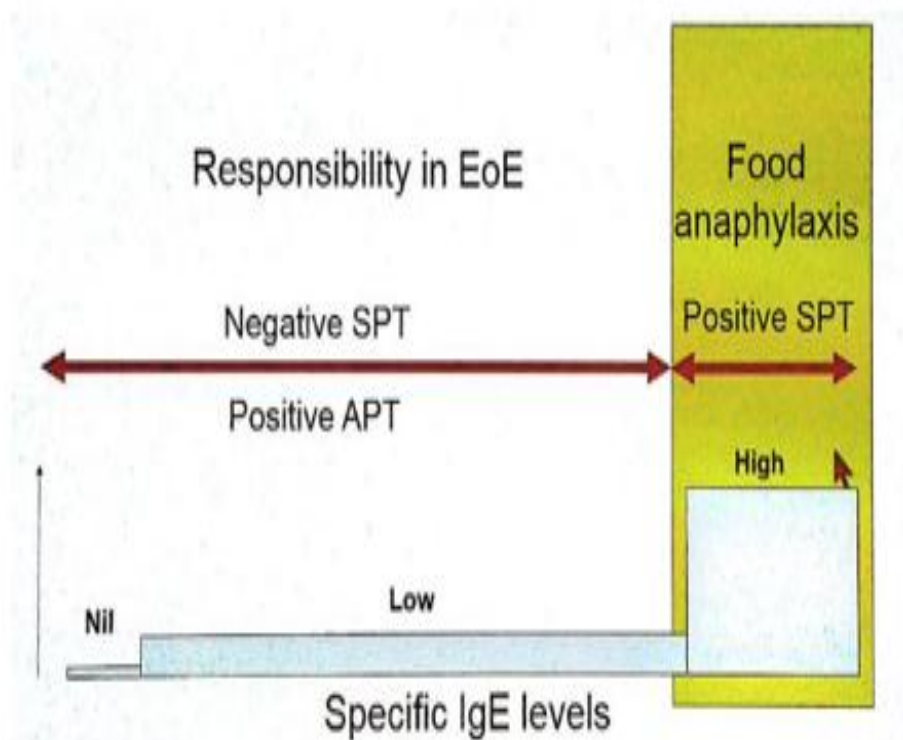 Responsibility in EoE
Food
anaphylaxis
Negative SPT
Positive SPT
Positive APT
High
Low
Nil
Specific IgE levels